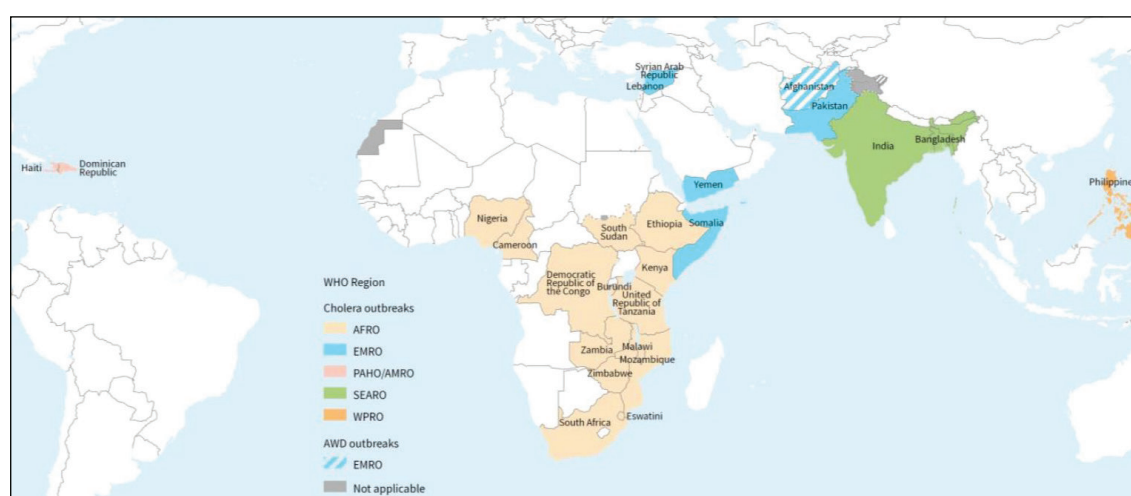 Syrian Arab
Republic
Lebanon
Afghanistan
Pakistan
Haiti
Dominican
Republic
India
Bangladesh
Philippine
Yemen
Nigeria
South
Sudan
Ethiopia
Somalia
Cameroon
Kenya
Democratic
Republic of
the Congo
Burundi
United
Republic of
Tanzania
Zambia
Malawi
Mozambique
Zimbabwe
South Africa
Eswatini
WHO Region
Cholera outbreaks
AFRO
EMRO
PAHO/AMRO
SEARO
WPRO
AWD outbreaks
EMRO
Not applicable